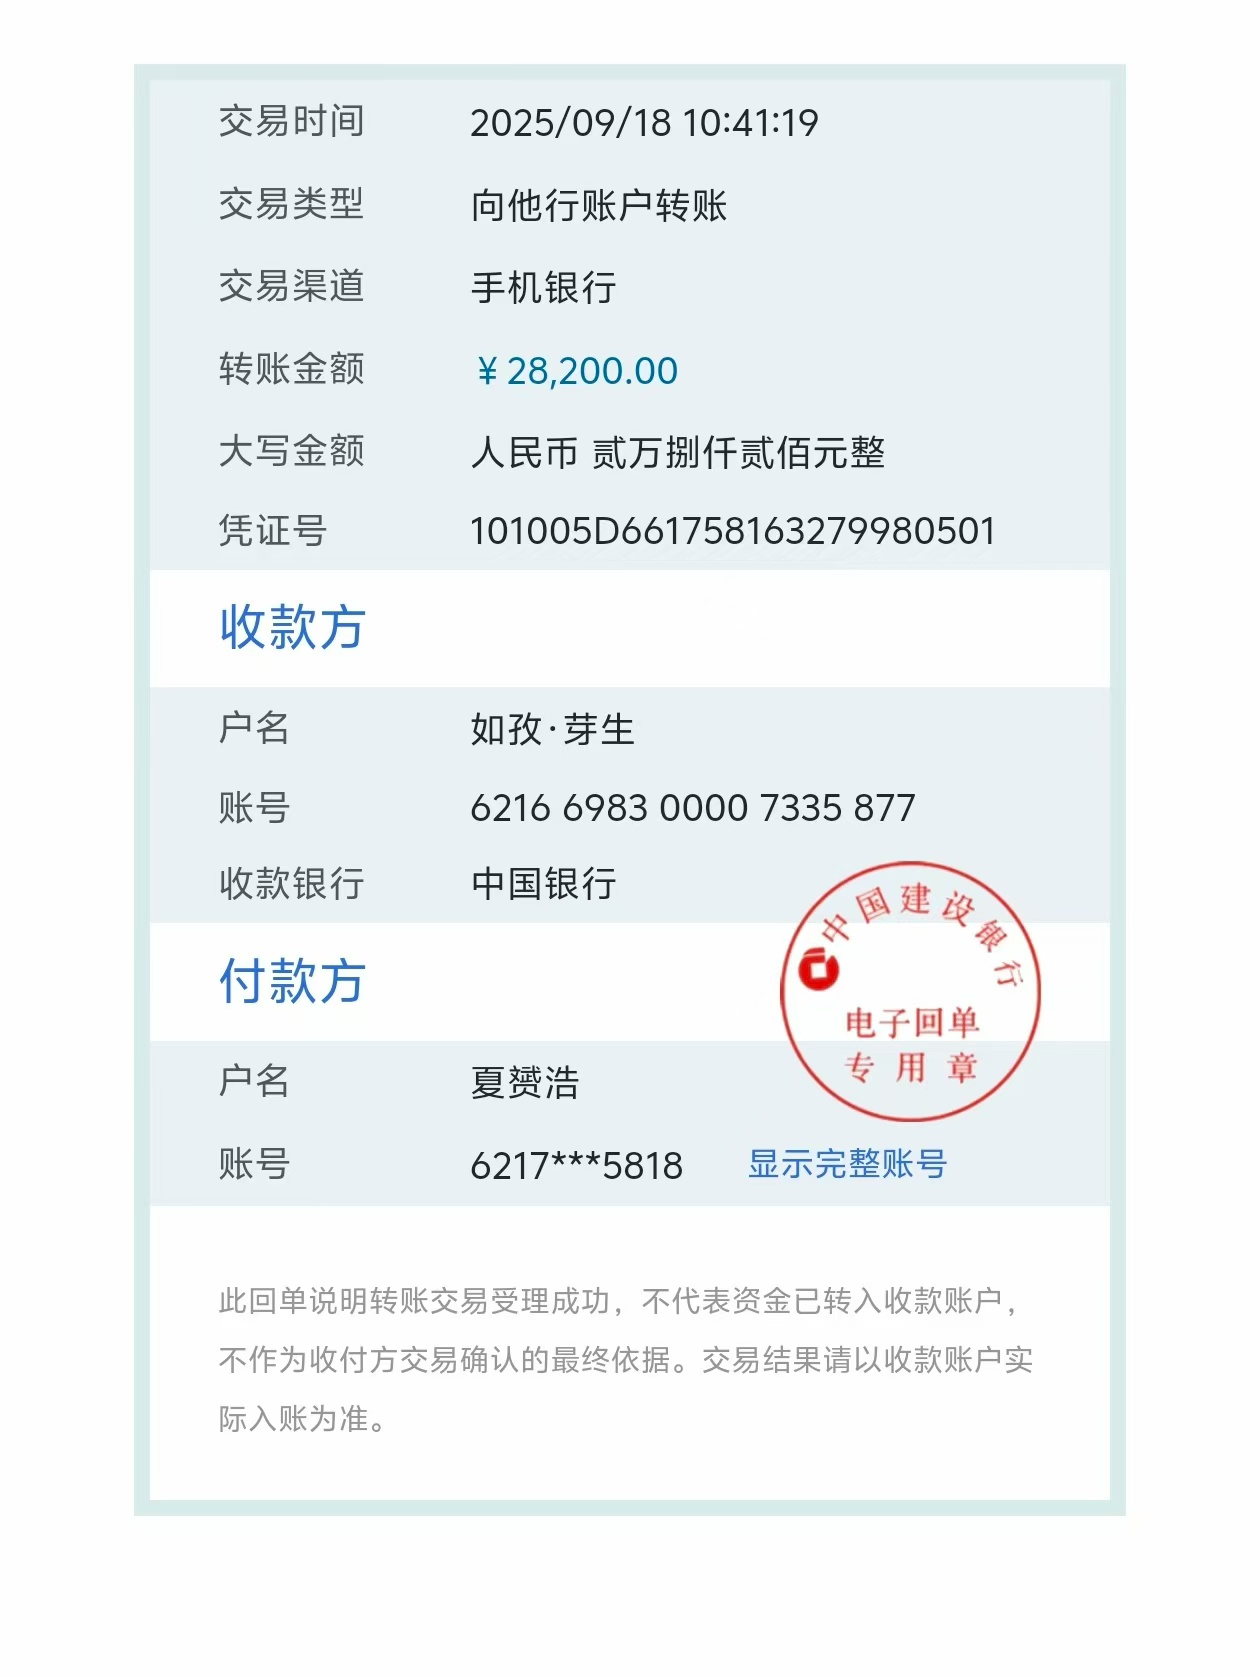 交易时间 2025/09/18 10:41:19
交易类型 向他行账户转账
交易渠道 手机银行
转账金额 ￥28,200.00
大写金额 人民币 贰万捌仟贰佰元整
凭证号 101005D661758163279980501
收款方
户名 如孜·芽生
账号 6216 6983 0000 7335 877
收款银行 中国银行
中国建设银行
电子回单
专用章
付款方
户名 夏赟浩
账号 6217***5818 显示完整账号
此回单说明转账交易受理成功，不代表资金已转入收款账户，
不作为收付方交易确认的最终依据。交易结果请以收款账户实
际入账为准。